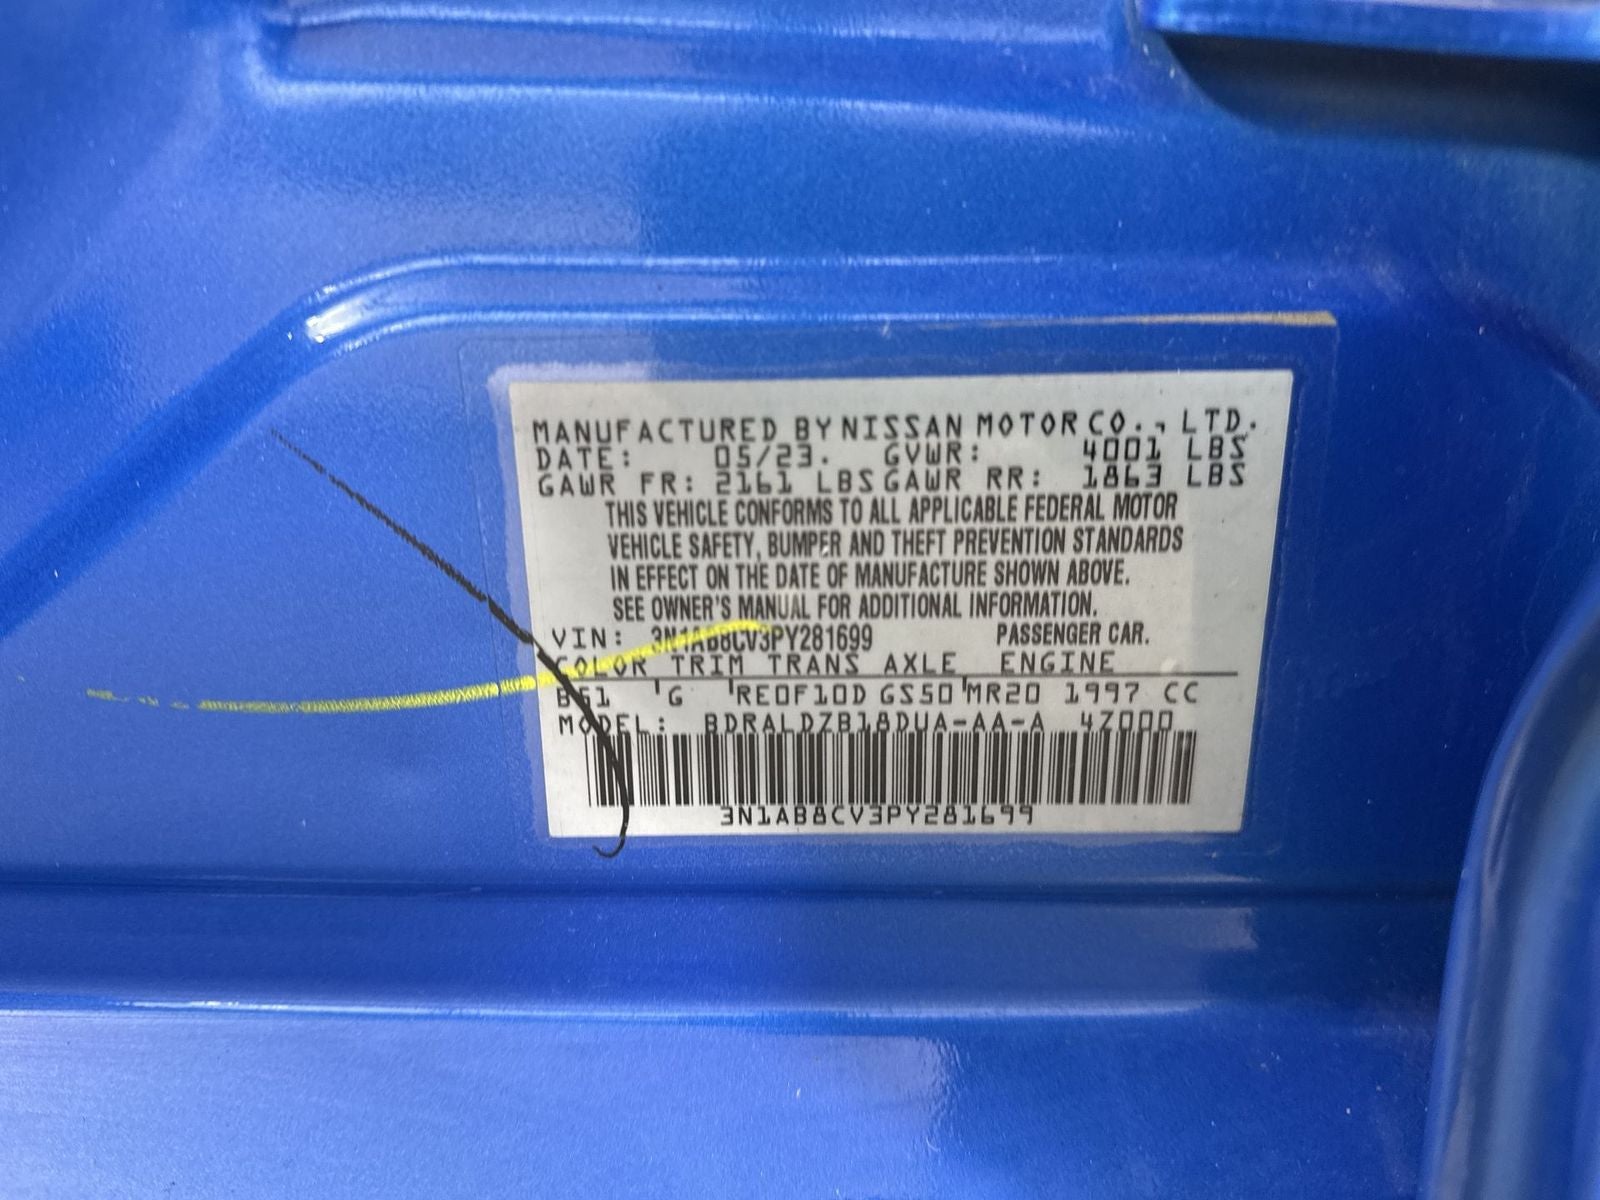 MANUFACTURED BY NISSAN MOTOR CO., LTD.
DATE: 05/23. GVWR: 4001 LBS
GAWR FR: 2161 LBS GAWR RR: 1863 LBS
THIS VEHICLE CONFORMS TO ALL APPLICABLE FEDERAL MOTOR
VEHICLE SAFETY, BUMPER AND THEFT PREVENTION STANDARDS
IN EFFECT ON THE DATE OF MANUFACTURE SHOWN ABOVE.
SEE OWNER'S MANUAL FOR ADDITIONAL INFORMATION.
VIN: 3N1AB8CV3PY281699 PASSENGER CAR.
COLOR TRIM TRANS AXLE ENGINE
B51 'G 'RE0F10D GS50'MR20 1997 CC
MODEL: BDRALDZB18DUA-AA-A 4Z000
3N1AB8CV3PY281699